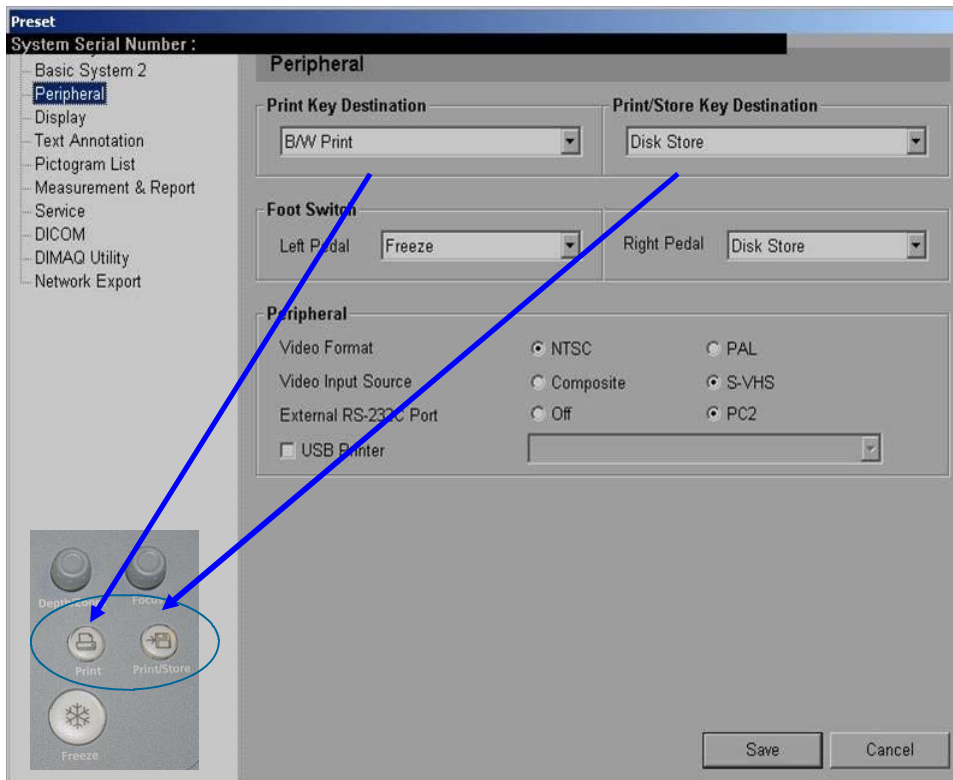 Preset
System Serial Number :
Basic System 2
Peripheral
Display
Text Annotation
Pictogram List
Measurement & Report
Service
DICOM
DIMAQ Utility
Network Export
Peripheral
Print Key Destination
B/W Print
Print/Store Key Destination
Disk Store
Foot Switch
Left Pedal Freeze
Right Pedal Disk Store
Peripheral
Video Format NTSC PAL
Video Input Source Composite S-VHS
External RS-232C Port Off PC2
USB Printer
Depth/Zoom Focus
Print Print/Store
Freeze
Save Cancel